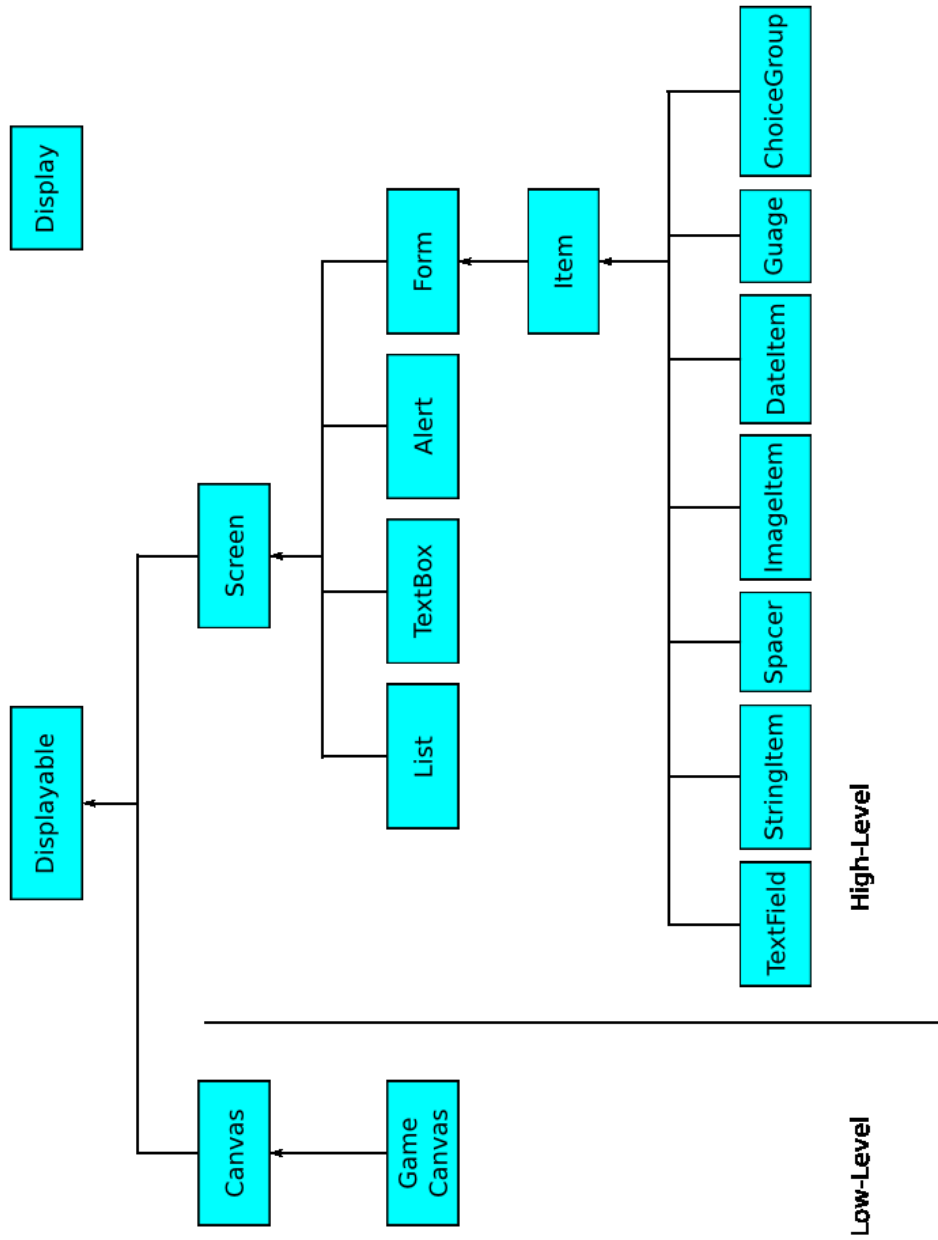 Displayable
Display
Canvas
Screen
Game
Canvas
List
TextBox
Alert
Form
Item
TextField
StringItem
Spacer
ImageItem
DateItem
Guage
ChoiceGroup
Low-Level
High-Level